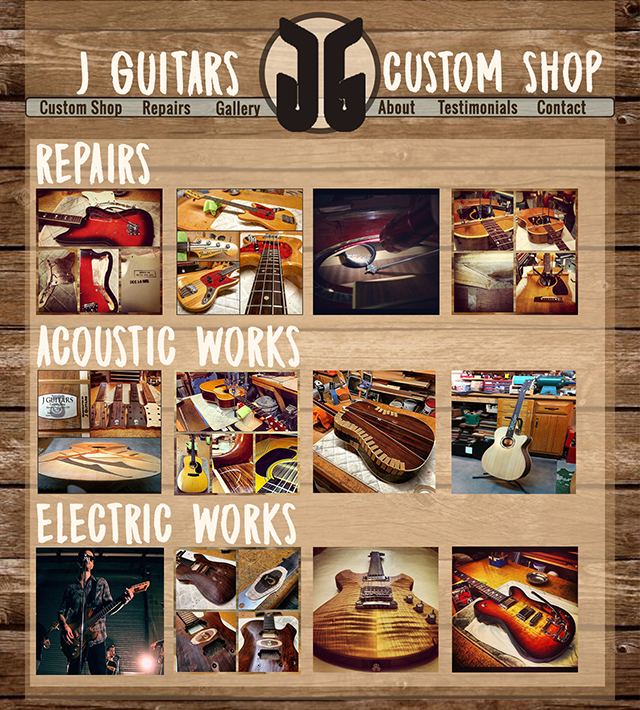 J GUITARS CUSTOM SHOP
JG
Custom Shop Repairs Gallery About Testimonials Contact
REPAIRS
ACOUSTIC WORKS
J GUITARS
ELECTRIC WORKS